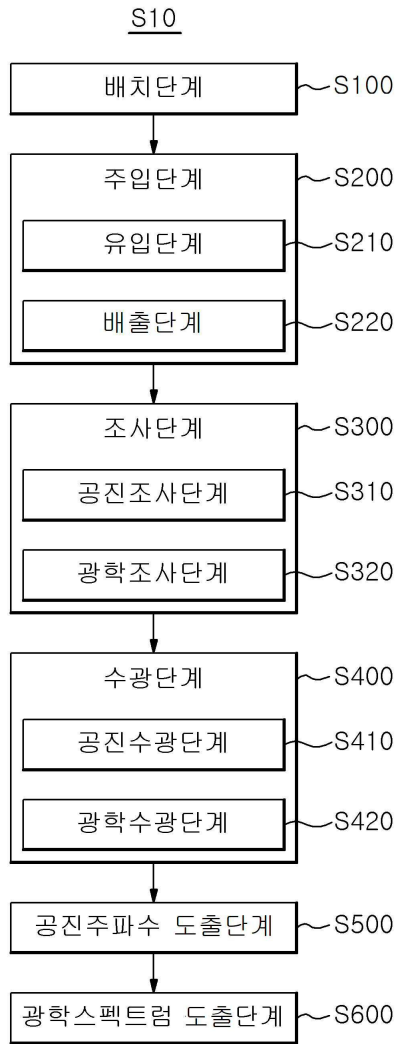 S10
배치단계 S100
주입단계 S200
유입단계 S210
배출단계 S220
조사단계 S300
공진조사단계 S310
광학조사단계 S320
수광단계 S400
공진수광단계 S410
광학수광단계 S420
공진주파수 도출단계 S500
광학스펙트럼 도출단계 S600